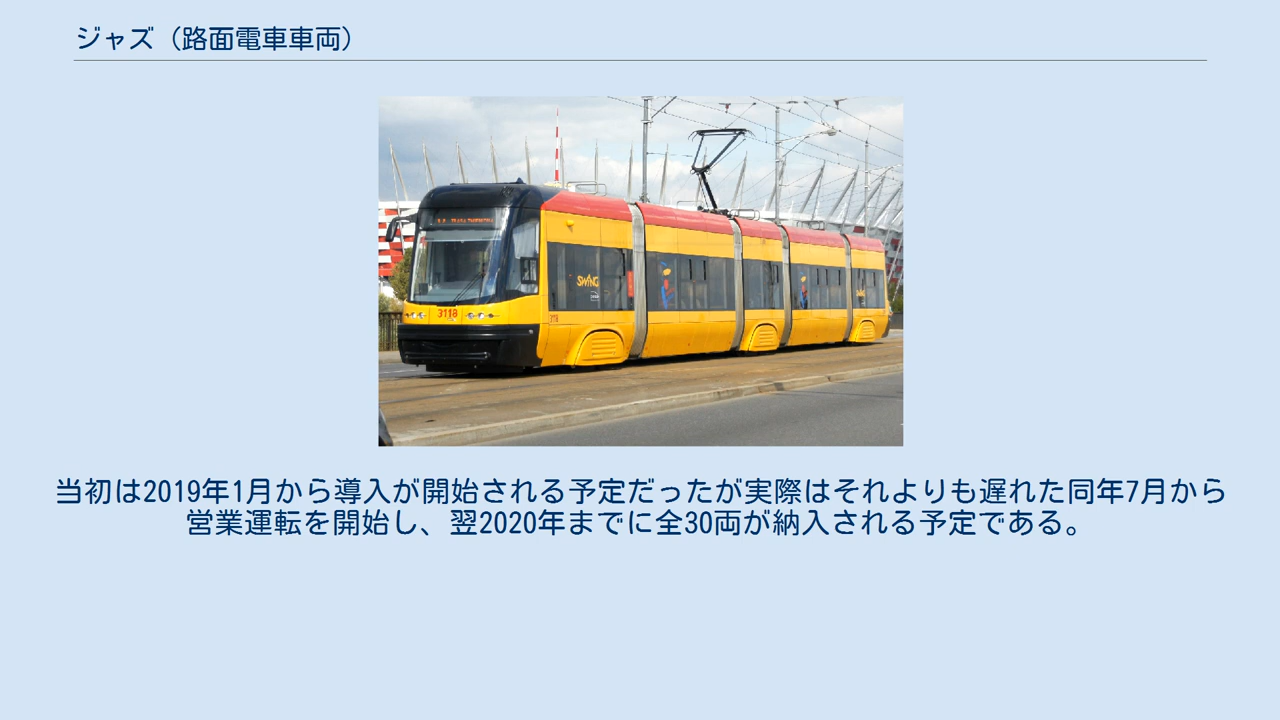 ジャズ（路面電車車両）
SWING
3118
当初は2019年1月から導入が開始される予定だったが実際はそれよりも遅れた同年7月から
営業運転を開始し、翌2020年までに全30両が納入される予定である。